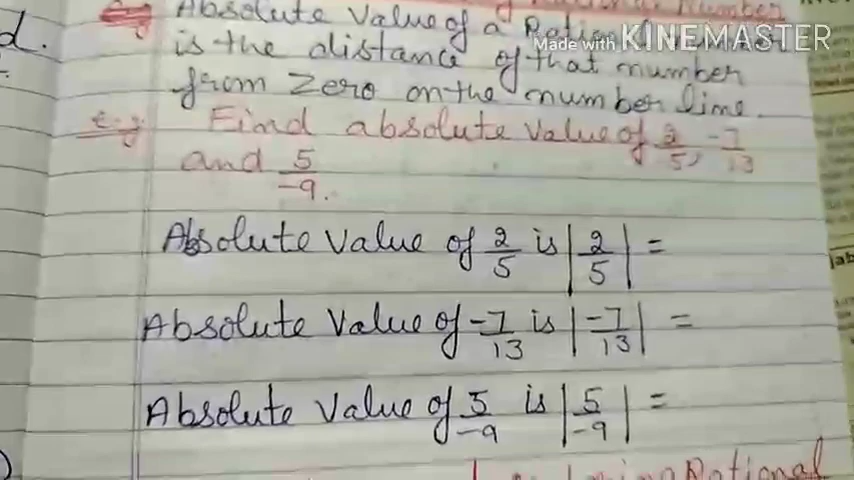 Number
d.
Absolute Value of a
Made with KINEMASTER
is the distance of that number
from Zero on the number line.
e.g. Find absolute value of 2/5, -7/13
and 5/-9.
Absolute Value of 2/5 is |2/5| =
Absolute Value of -7/13 is |-7/13| =
Absolute Value of 5/-9 is |5/-9| =
Rational